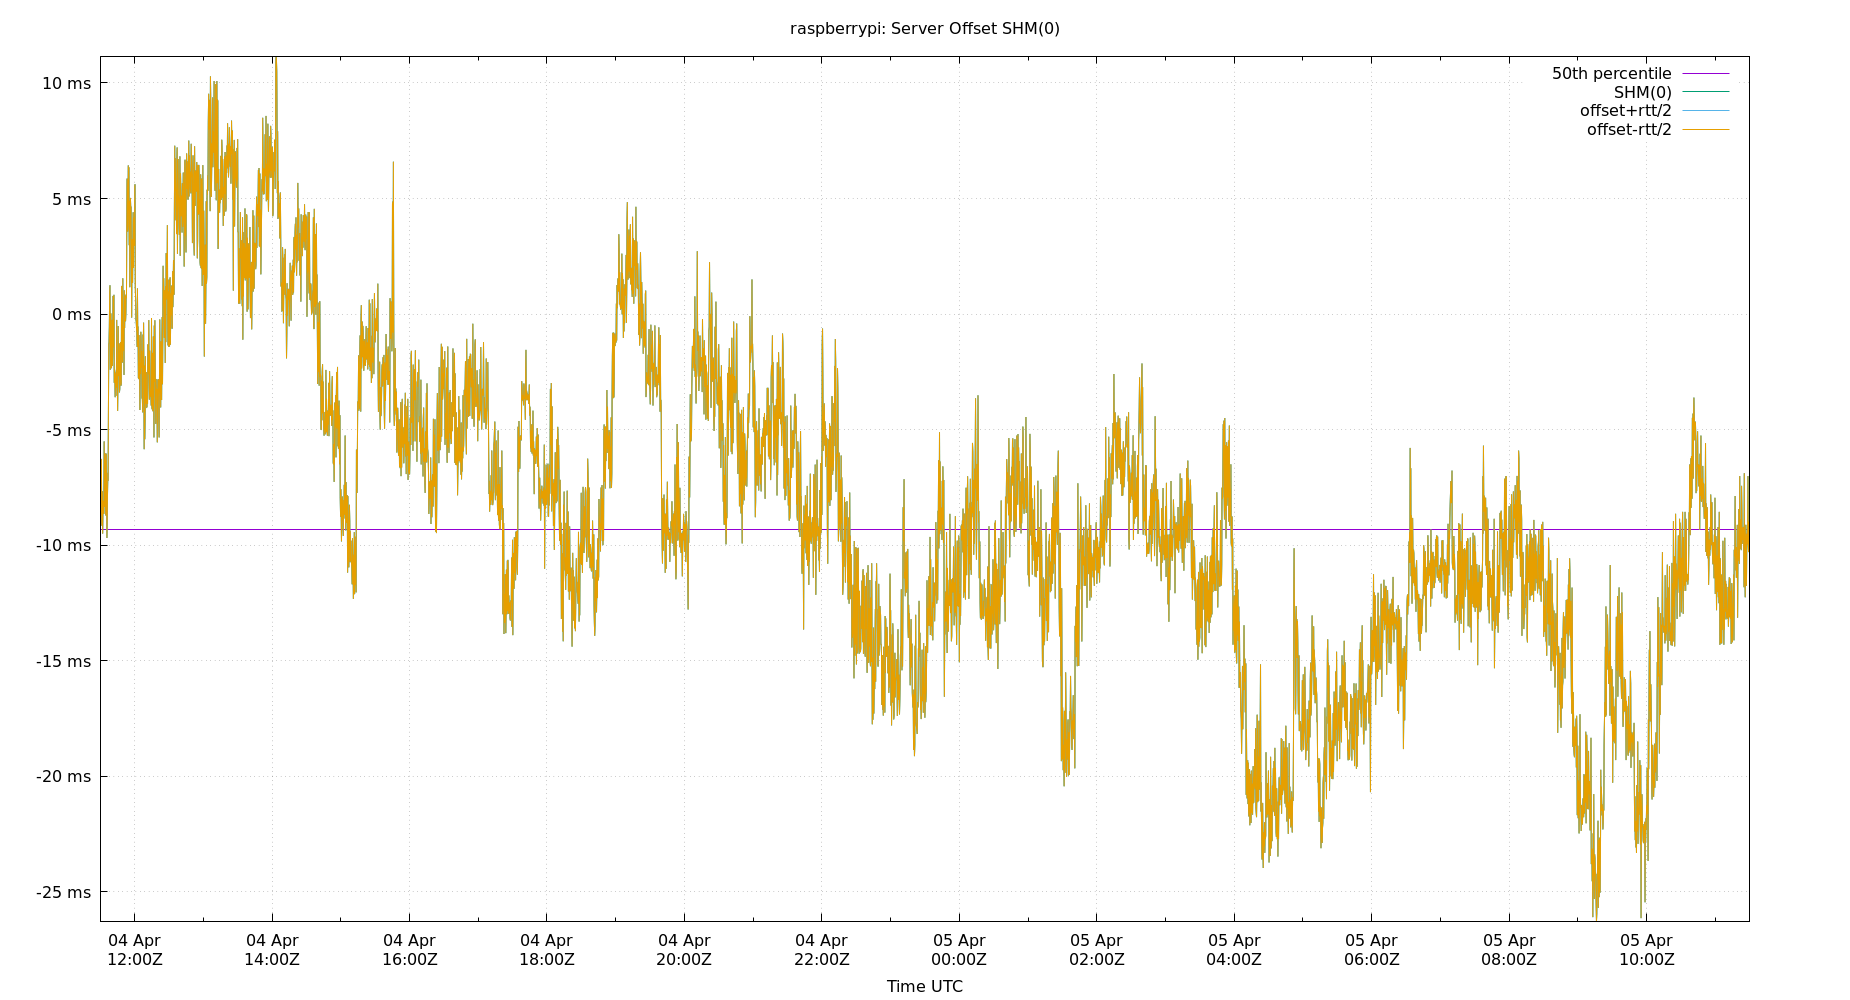 raspberrypi: Server Offset SHM(0)
50th percentile
SHM(0)
offset+rtt/2
offset-rtt/2
10 ms
5 ms
0 ms
-5 ms
-10 ms
-15 ms
-20 ms
-25 ms
04 Apr 04 Apr 04 Apr 04 Apr 04 Apr 04 Apr 05 Apr 05 Apr 05 Apr 05 Apr 05 Apr 05 Apr
12:00Z 14:00Z 16:00Z 18:00Z 20:00Z 22:00Z 00:00Z 02:00Z 04:00Z 06:00Z 08:00Z 10:00Z
Time UTC